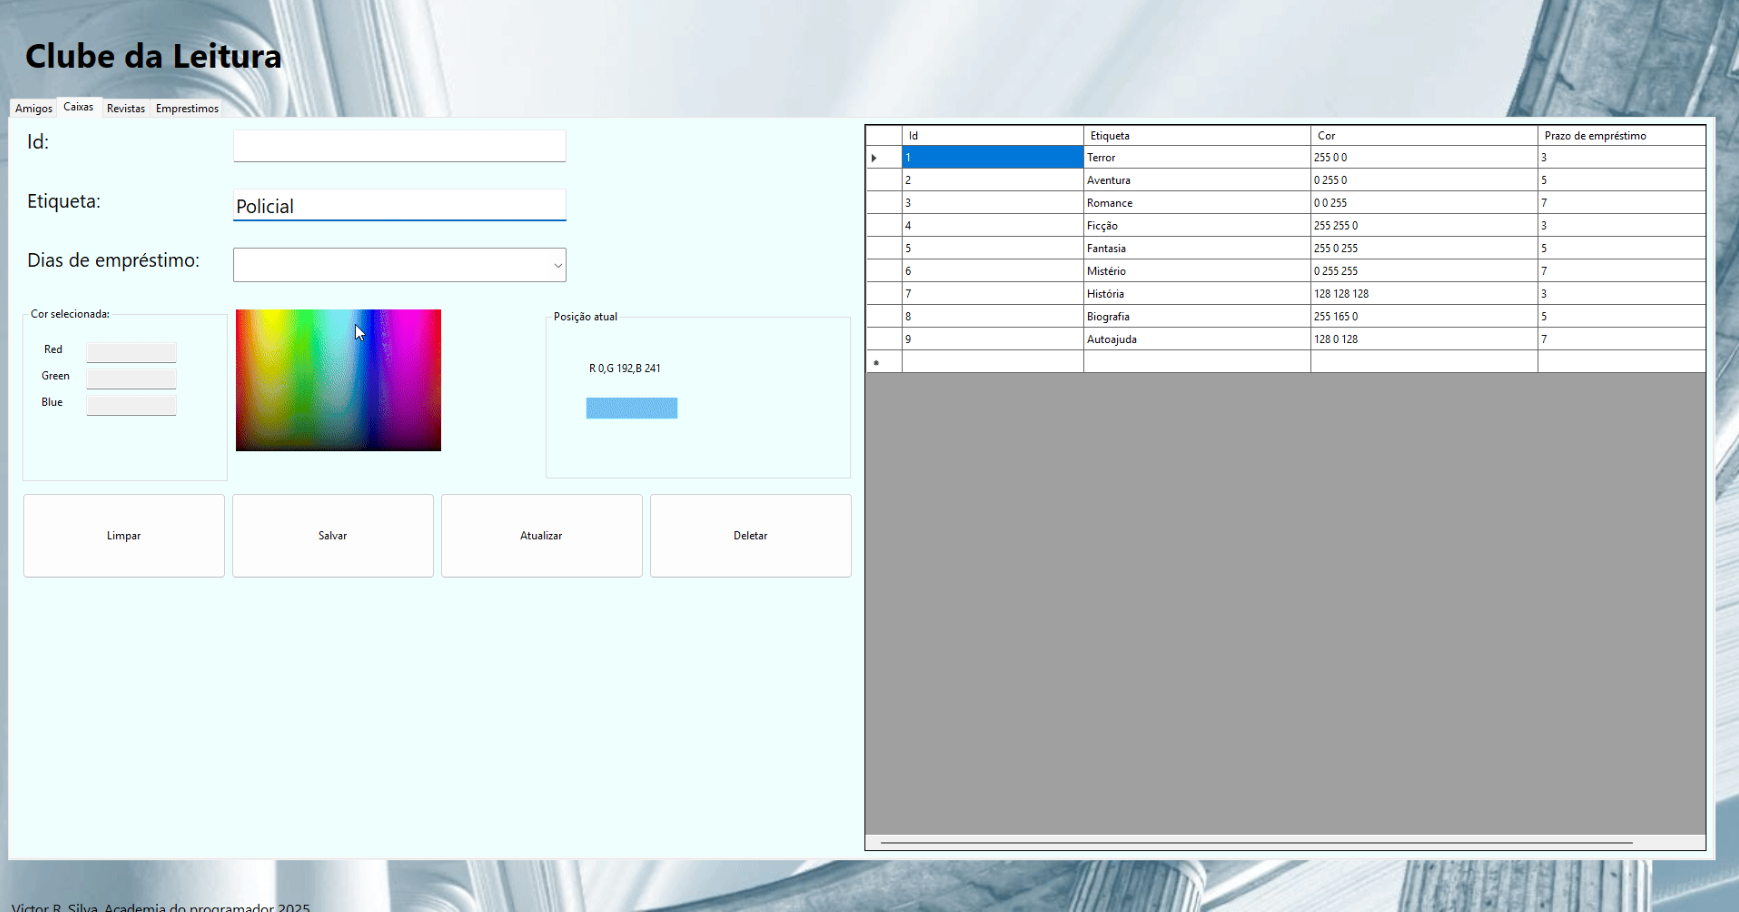 Clube da Leitura
Amigos Caixas Revistas Emprestimos
Id:
Etiqueta: Policial
Dias de empréstimo:
Cor selecionada:
Red
Green
Blue
Posição atual
R 0,G 192,B 241
Limpar Salvar Atualizar Deletar
Id Etiqueta Cor Prazo de empréstimo
1 Terror 255 0 0 3
2 Aventura 0 255 0 5
3 Romance 0 0 255 7
4 Ficção 255 255 0 3
5 Fantasia 255 0 255 5
6 Mistério 0 255 255 7
7 História 128 128 128 3
8 Biografia 255 165 0 5
9 Autoajuda 128 0 128 7
*
Victor R. Silva. Academia do programador 2025